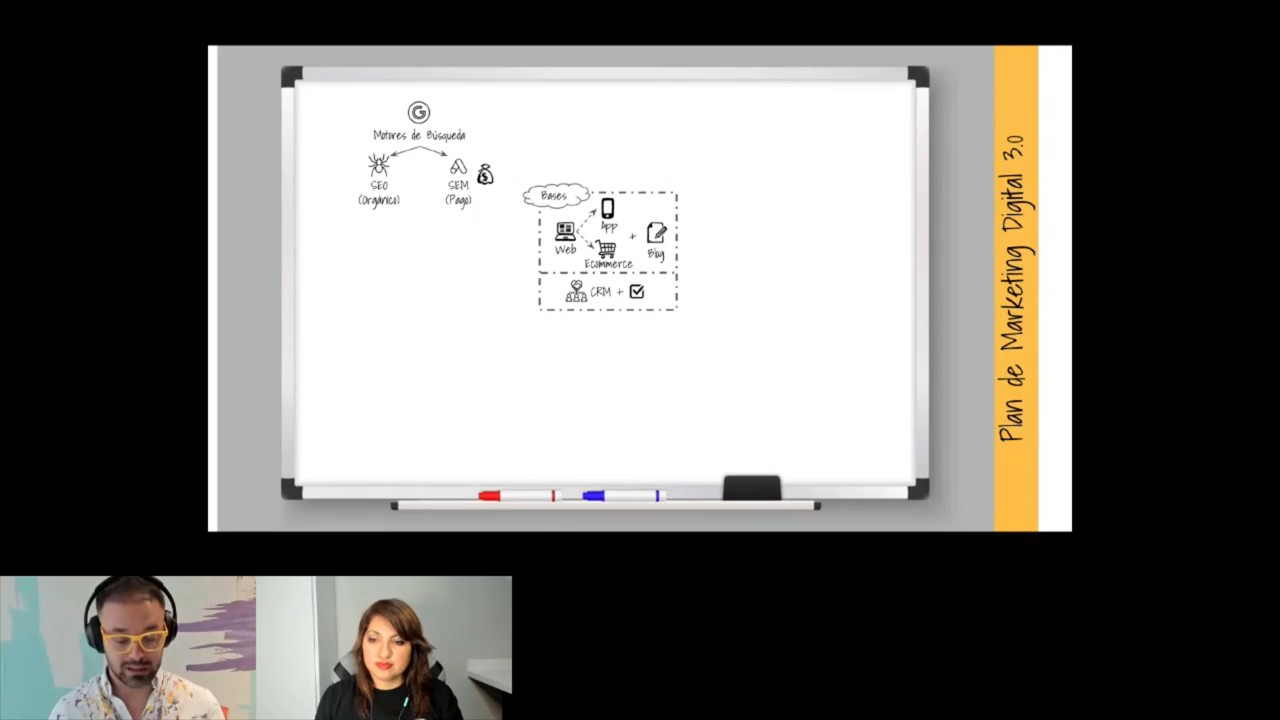 G
Motores de Búsqueda
SEO
(Orgánico)
SEM
(Pago)
$
Bases
App
Web
+
Ecommerce
Blog
CRM +
Plan de Marketing Digital 3.0